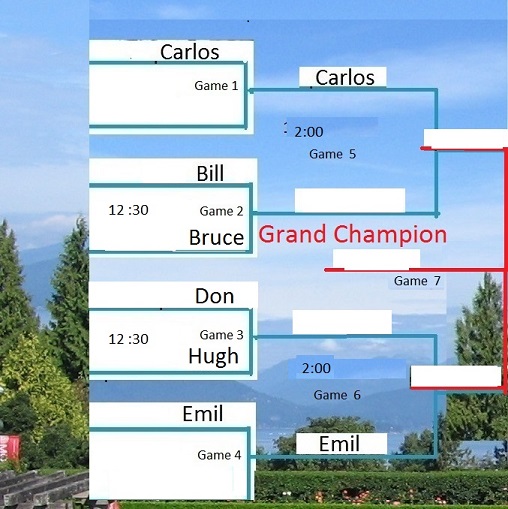 Carlos
Game 1
Carlos
2:00
Game 5
Bill
12:30
Game 2
Bruce
Grand Champion
Game 7
Don
12:30
Game 3
Hugh
2:00
Game 6
Emil
Game 4
Emil